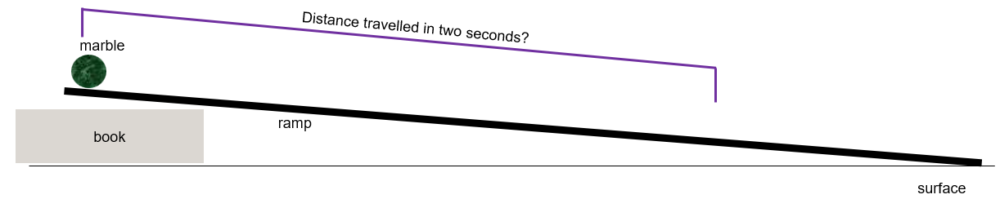 Distance travelled in two seconds?
marble
ramp
book
surface